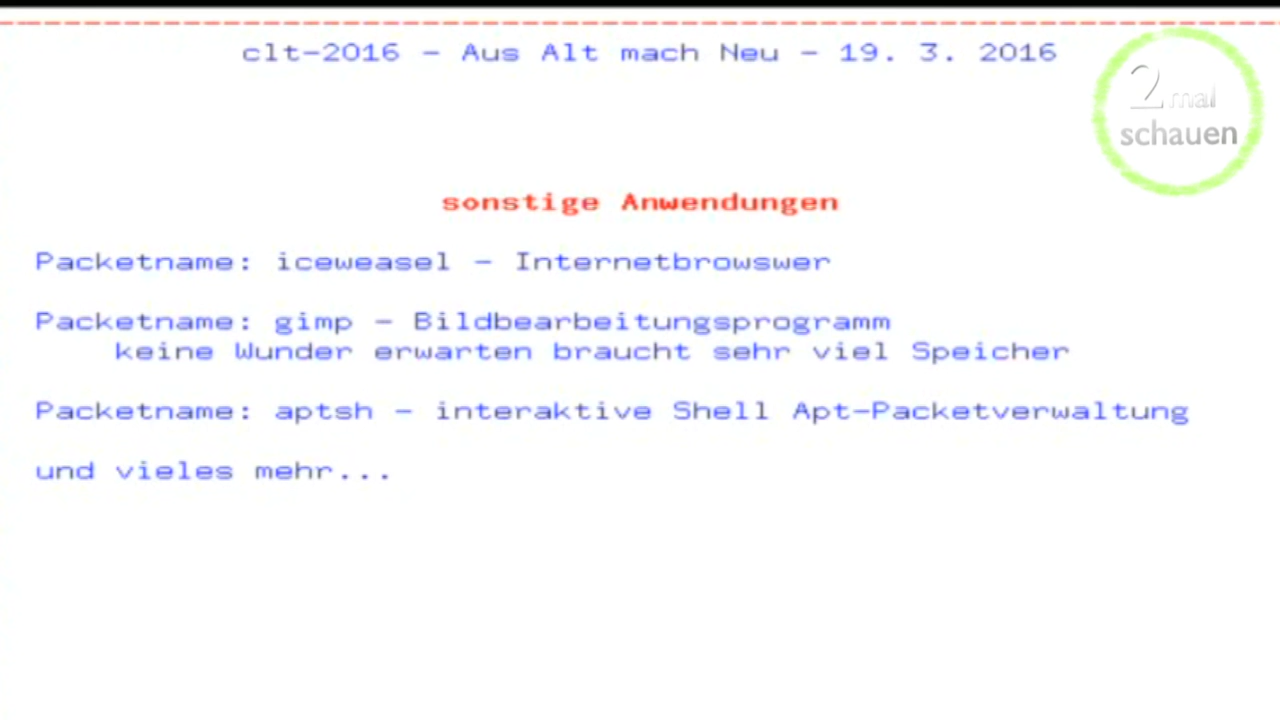 clt-2016 - Aus Alt mach Neu - 19. 3. 2016
2 mal
schauen
sonstige Anwendungen
Packetname: iceweasel - Internetbrowswer
Packetname: gimp - Bildbearbeitungsprogramm
keine Wunder erwarten braucht sehr viel Speicher
Packetname: aptsh - interaktive Shell Apt-Packetverwaltung
und vieles mehr...